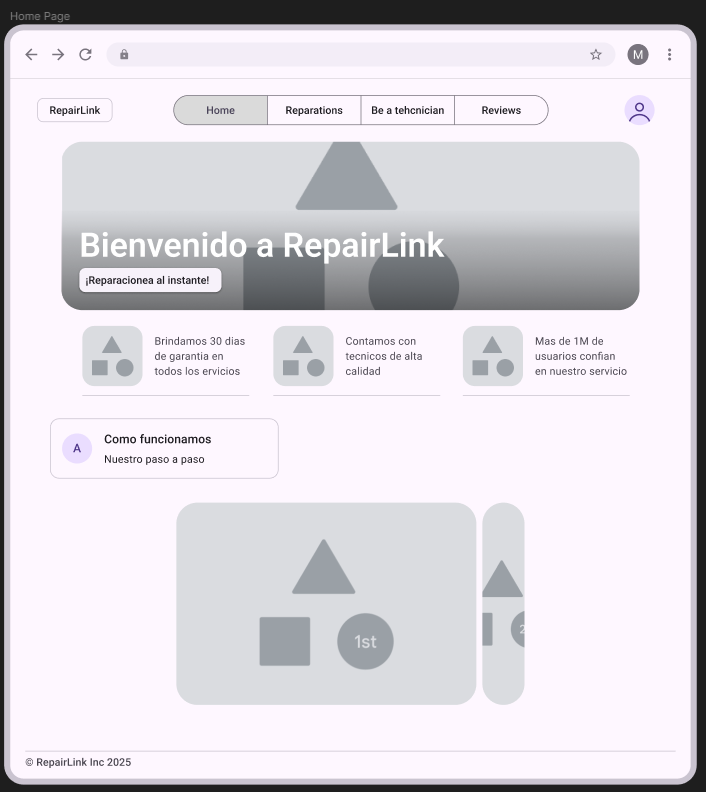 Home Page
M
RepairLink
Home
Reparations
Be a tehcnician
Reviews
Bienvenido a RepairLink
¡Reparacionea al instante!
Brindamos 30 dias
de garantia en
todos los ervicios
Contamos con
tecnicos de alta
calidad
Mas de 1M de
usuarios confian
en nuestro servicio
A
Como funcionamos
Nuestro paso a paso
1st
2
© RepairLink Inc 2025